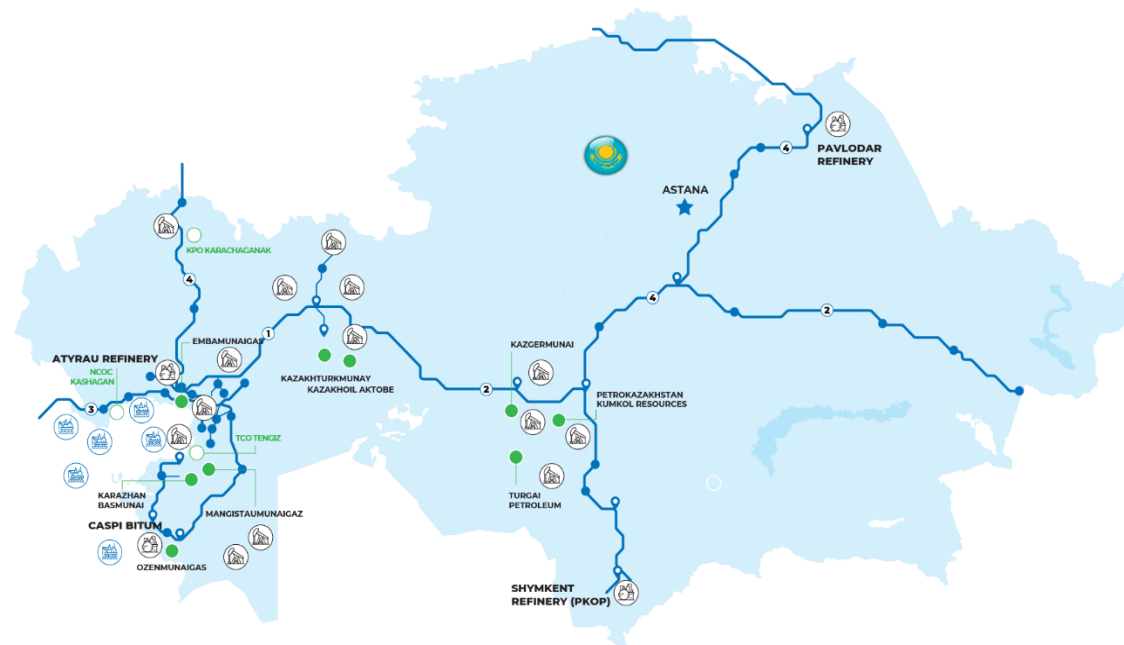 PAVLODAR
REFINERY
4
ASTANA
KPO KARACHAGANAK
4
4
2
1
EMBAMUNAIGAS
ATYRAU REFINERY
NCOC
KASHAGAN
KAZAKHTURKMUNAY
KAZAKHOIL AKTOBE
KAZGERMUNAI
2
PETROKAZAKHSTAN
KUMKOL RESOURCES
3
TCO TENGIZ
KARAZHAN
BASMUNAI
MANGISTAUMUNAIGAZ
TURGAI
PETROLEUM
CASPI BITUM
OZENMUNAIGAS
SHYMKENT
REFINERY (PKOP)